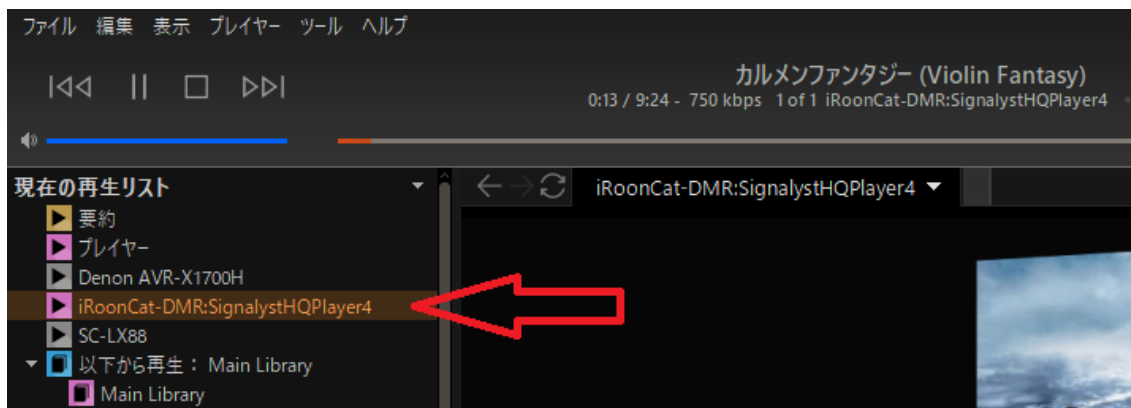 ファイル 編集 表示 プレイヤー ツール ヘルプ
カルメンファンタジー (Violin Fantasy)
0:13 / 9:24 - 750 kbps 1 of 1 iRoonCat-DMR:SignalystHQPlayer4
現在の再生リスト
iRoonCat-DMR:SignalystHQPlayer4
要約
プレイヤー
Denon AVR-X1700H
iRoonCat-DMR:SignalystHQPlayer4
SC-LX88
以下から再生： Main Library
Main Library